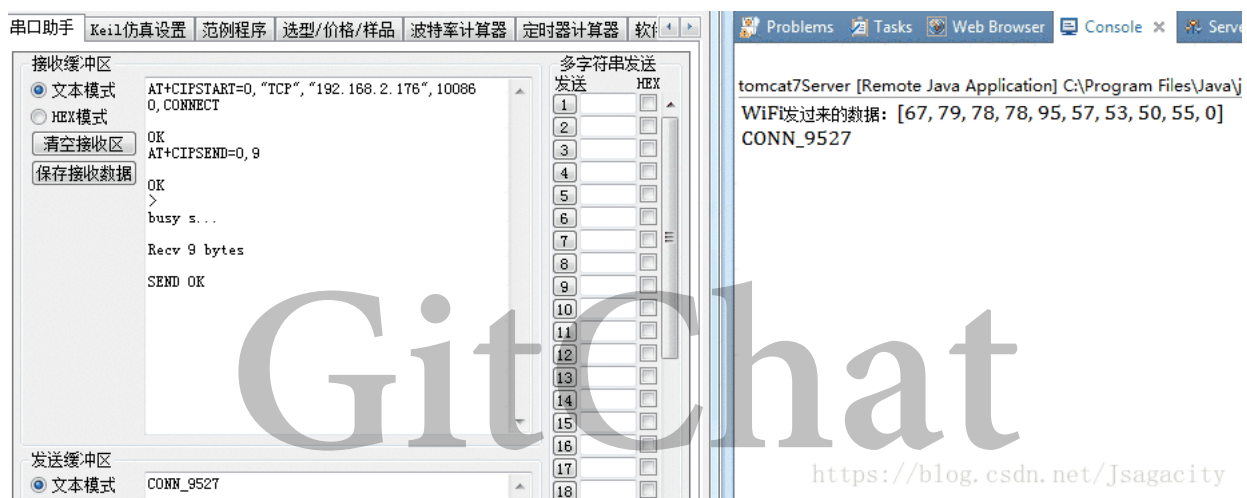 串口助手 Keil仿真设置 范例程序 选型/价格/样品 波特率计算器 定时器计算器
接收缓冲区
文本模式
HEX模式
清空接收区
保存接收数据
AT+CIPSTART=0,"TCP","192.168.2.176",10086
0,CONNECT
OK
AT+CIPSEND=0,9
OK
>
busy s...
Recv 9 bytes
SEND OK
多字符串发送
发送 HEX
1
2
3
4
5
6
7
8
9
10
11
12
13
14
15
16
17
18
发送缓冲区
文本模式
CONN_9527
Problems Tasks Web Browser Console Serve
tomcat7Server [Remote Java Application] C:\Program Files\Java\j
WiFi发过来的数据：[67, 79, 78, 78, 95, 57, 53, 50, 55, 0]
CONN_9527
GitChat
https://blog.csdn.net/Jsagacity